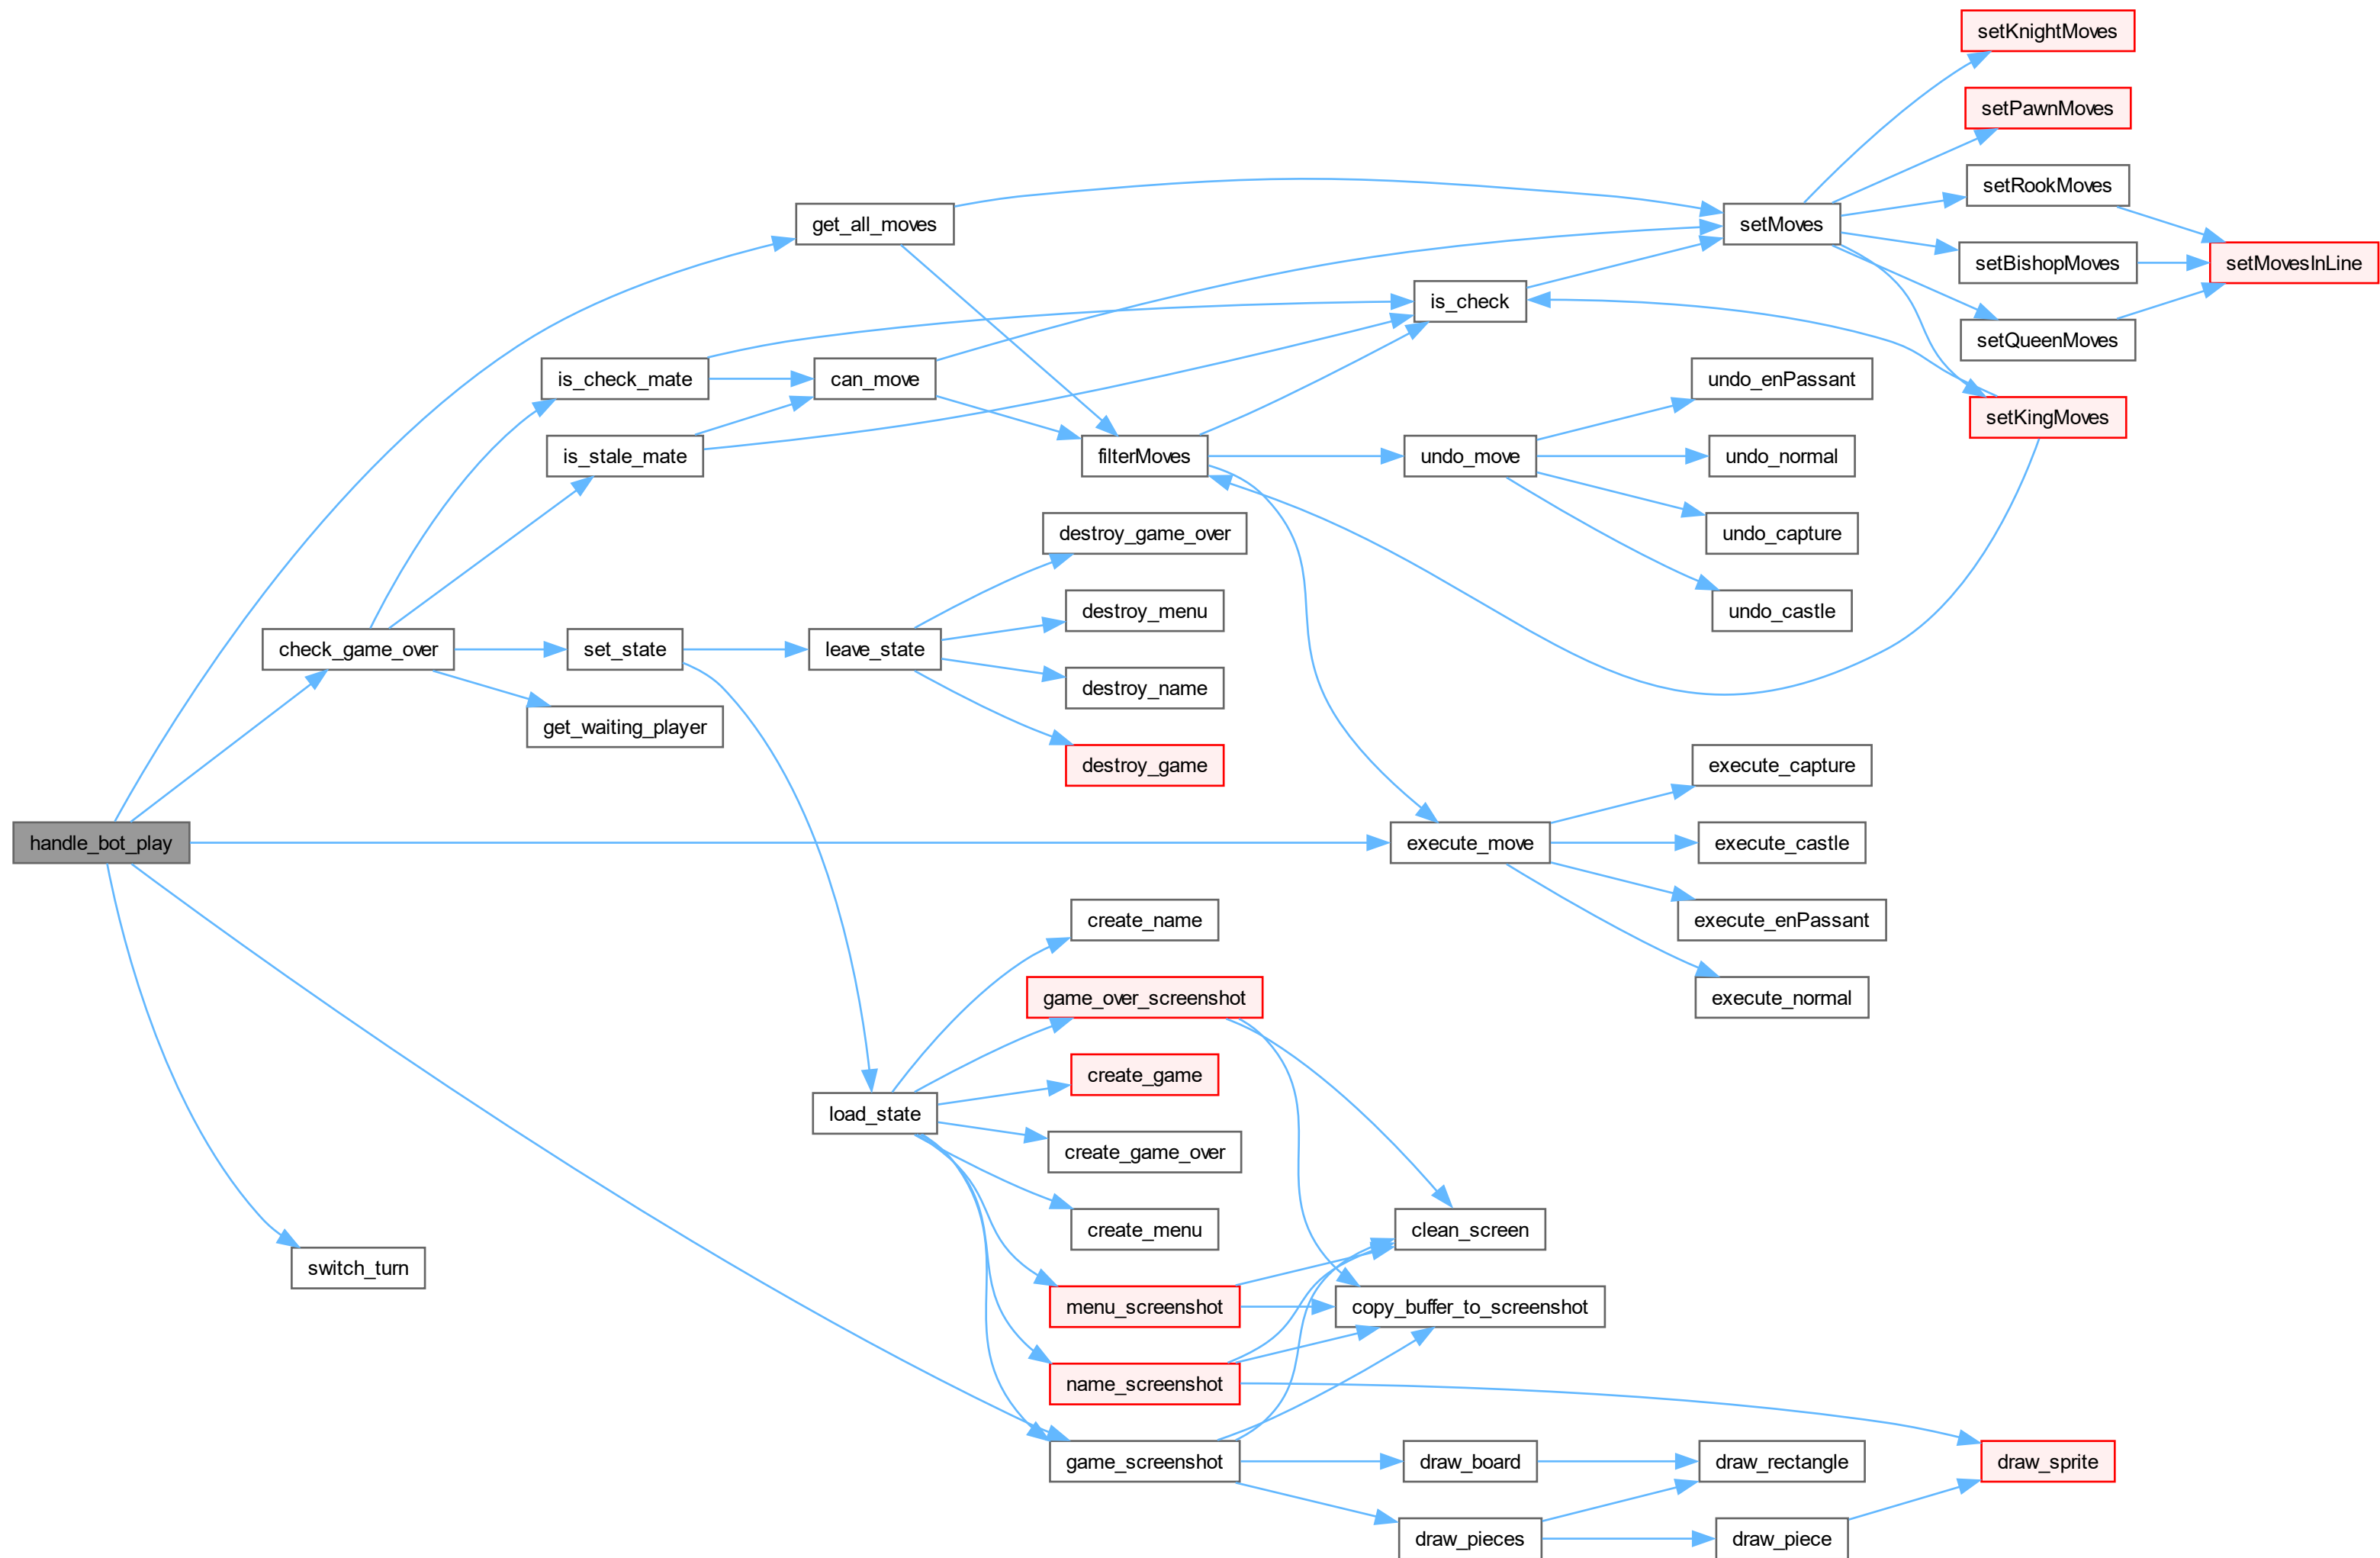 setKnightMoves
setPawnMoves
setRookMoves
get_all_moves
setMoves
setBishopMoves
setMovesInLine
is_check
setQueenMoves
is_check_mate
can_move
undo_enPassant
setKingMoves
is_stale_mate
filterMoves
undo_move
undo_normal
destroy_game_over
undo_capture
destroy_menu
undo_castle
check_game_over
set_state
leave_state
destroy_name
get_waiting_player
destroy_game
execute_capture
handle_bot_play
execute_move
execute_castle
create_name
execute_enPassant
game_over_screenshot
execute_normal
create_game
load_state
create_game_over
create_menu
clean_screen
switch_turn
menu_screenshot
copy_buffer_to_screenshot
name_screenshot
game_screenshot
draw_board
draw_rectangle
draw_sprite
draw_pieces
draw_piece